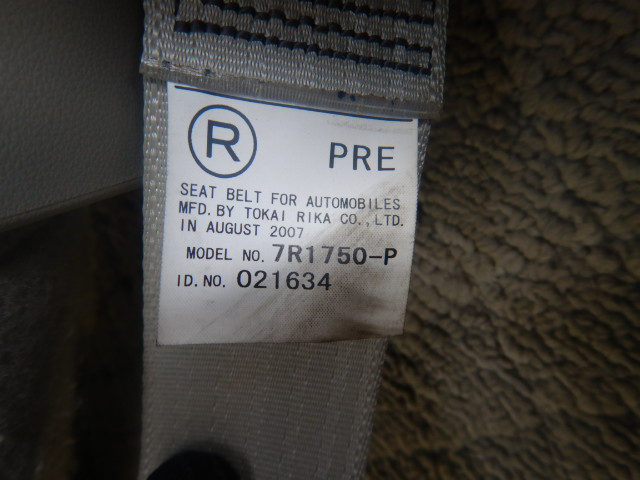 R PRE
SEAT BELT FOR AUTOMOBILES
MFD. BY TOKAI RIKA CO., LTD.
IN AUGUST 2007
MODEL NO. 7R1750-P
ID. NO. 021634